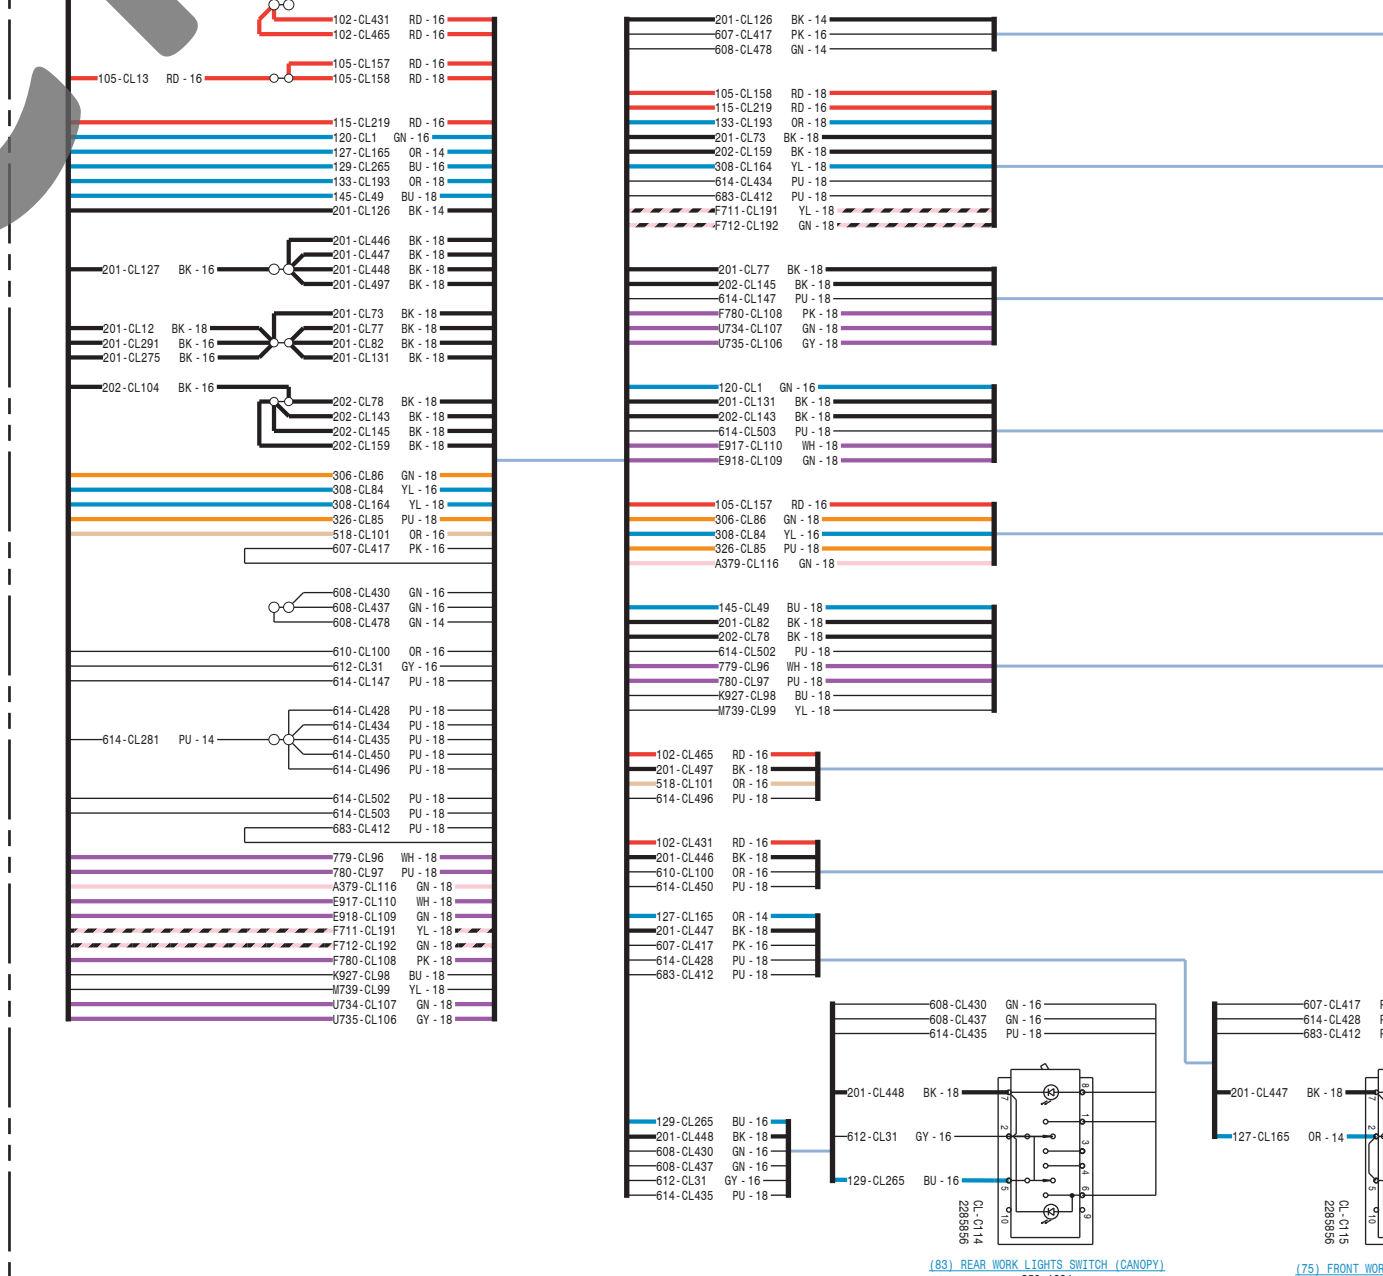 102-CL431 RD - 16
102-CL465 RD - 16
105-CL157 RD - 16
105-CL13 RD - 16
105-CL158 RD - 18
115-CL219 RD - 16
120-CL1 GN - 16
127-CL165 OR - 14
129-CL265 BU - 16
133-CL193 OR - 18
145-CL49 BU - 18
201-CL126 BK - 14
201-CL446 BK - 18
201-CL447 BK - 18
201-CL127 BK - 16
201-CL448 BK - 18
201-CL497 BK - 18
201-CL73 BK - 18
201-CL12 BK - 18
201-CL77 BK - 18
201-CL291 BK - 16
201-CL82 BK - 18
201-CL275 BK - 16
201-CL131 BK - 18
202-CL104 BK - 16
202-CL78 BK - 18
202-CL143 BK - 18
202-CL145 BK - 18
202-CL159 BK - 18
306-CL86 GN - 18
308-CL84 YL - 16
308-CL164 YL - 18
326-CL85 PU - 18
518-CL101 OR - 16
607-CL417 PK - 16
608-CL430 GN - 16
608-CL437 GN - 16
608-CL478 GN - 14
610-CL100 OR - 16
612-CL31 GY - 16
614-CL147 PU - 18
614-CL428 PU - 18
614-CL434 PU - 18
614-CL281 PU - 14
614-CL435 PU - 18
614-CL450 PU - 18
614-CL496 PU - 18
614-CL502 PU - 18
614-CL503 PU - 18
683-CL412 PU - 18
779-CL96 WH - 18
780-CL97 PU - 18
A379-CL116 GN - 18
E917-CL110 WH - 18
E918-CL109 GN - 18
F711-CL191 YL - 18
F712-CL192 GN - 18
F780-CL108 PK - 18
K927-CL98 BU - 18
M739-CL99 YL - 18
U734-CL107 GN - 18
U735-CL106 GY - 18
201-CL126 BK - 14
607-CL417 PK - 16
608-CL478 GN - 14
105-CL158 RD - 18
115-CL219 RD - 16
133-CL193 OR - 18
201-CL73 BK - 18
202-CL159 BK - 18
308-CL164 YL - 18
614-CL434 PU - 18
683-CL412 PU - 18
F711-CL191 YL - 18
F712-CL192 GN - 18
201-CL77 BK - 18
202-CL145 BK - 18
614-CL147 PU - 18
F780-CL108 PK - 18
U734-CL107 GN - 18
U735-CL106 GY - 18
120-CL1 GN - 16
201-CL131 BK - 18
202-CL143 BK - 18
614-CL503 PU - 18
E917-CL110 WH - 18
E918-CL109 GN - 18
105-CL157 RD - 16
306-CL86 GN - 18
308-CL84 YL - 16
326-CL85 PU - 18
A379-CL116 GN - 18
145-CL49 BU - 18
201-CL82 BK - 18
202-CL78 BK - 18
614-CL502 PU - 18
779-CL96 WH - 18
780-CL97 PU - 18
K927-CL98 BU - 18
M739-CL99 YL - 18
102-CL465 RD - 16
201-CL497 BK - 18
518-CL101 OR - 16
614-CL496 PU - 18
102-CL431 RD - 16
201-CL446 BK - 18
610-CL100 OR - 16
614-CL450 PU - 18
127-CL165 OR - 14
201-CL447 BK - 18
607-CL417 PK - 16
614-CL428 PU - 18
683-CL412 PU - 18
129-CL265 BU - 16
201-CL448 BK - 18
608-CL430 GN - 16
608-CL437 GN - 16
612-CL31 GY - 16
614-CL435 PU - 18
608-CL430 GN - 16
608-CL437 GN - 16
614-CL435 PU - 18
201-CL448 BK - 18
612-CL31 GY - 16
129-CL265 BU - 16
7
8
1
2
3
4
5
6
10
9
CL-C114
2285856
(83) REAR WORK LIGHTS SWITCH (CANOPY)
607-CL417
614-CL428
683-CL412
201-CL447 BK - 18
127-CL165 OR - 14
7
2
5
10
CL-C115
2285856
(75) FRONT WOR